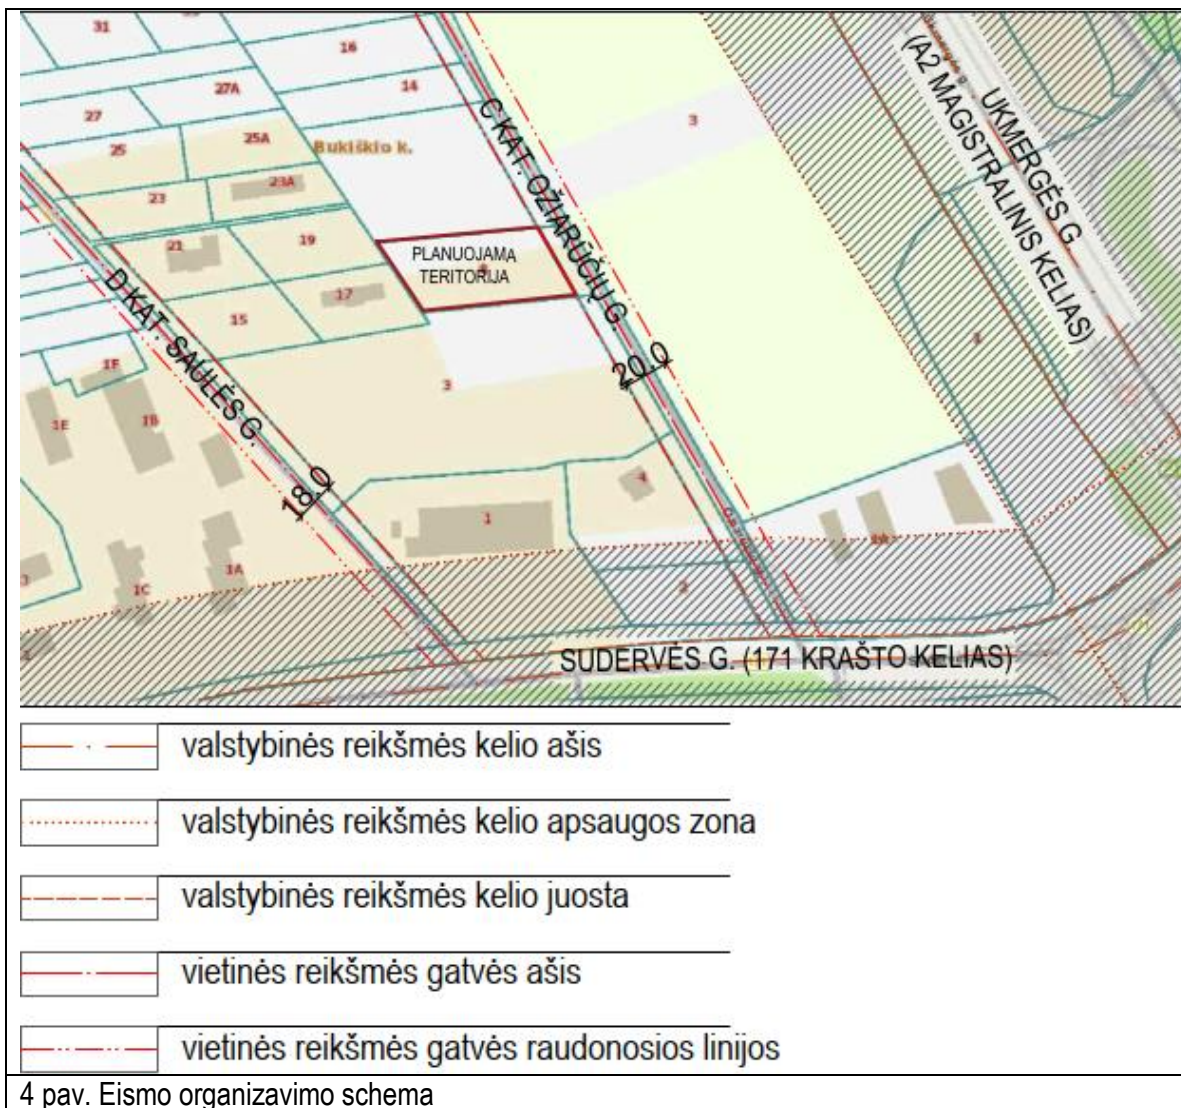 31
16
27A
14
27
25A
25
Bukiškio k.
3
23A
23
21
19
PLANUOJAMA
TERITORIJA
17
15
C KAT. OŽIARŪČIŲ G.
UKMERGĖS G
(A2 MAGISTRALINIS KELIAS)
D KAT. SAULĖS G.
20.0
18.0
1F
3
1E
1B
1
1A
1C
2
SUDERVĖS G. (171 KRAŠTO KELIAS)
valstybinės reikšmės kelio ašis
valstybinės reikšmės kelio apsaugos zona
valstybinės reikšmės kelio juosta
vietinės reikšmės gatvės ašis
vietinės reikšmės gatvės raudonosios linijos
4 pav. Eismo organizavimo schema